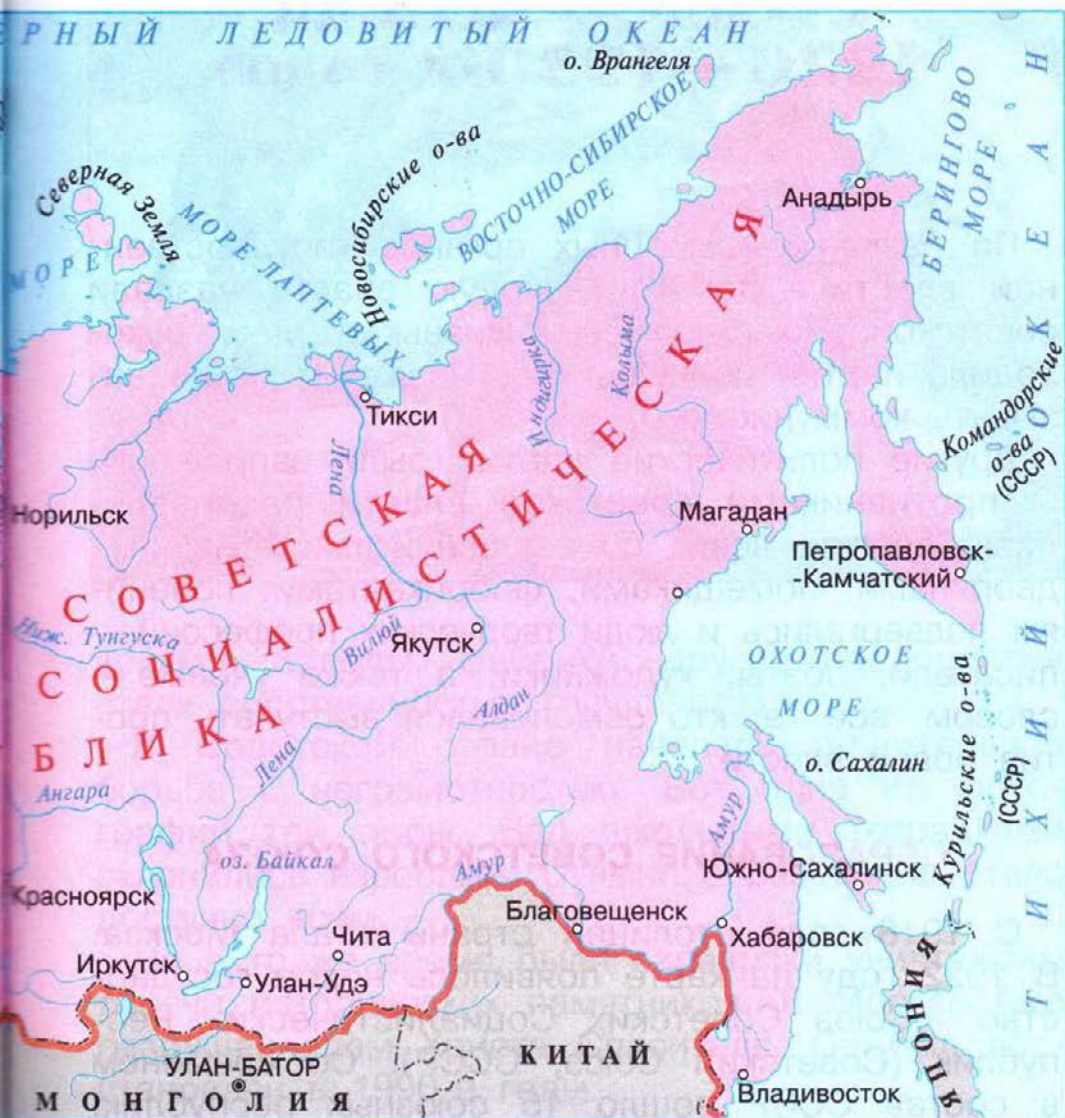 ЕРНЫЙ ЛЕДОВИТЫЙ ОКЕАН
о. Врангеля
Северная Земля
МОРЕ
МОРЕ ЛАПТЕВЫХ
Новосибирские о-ва
ВОСТОЧНО-СИБИРСКОЕ
МОРЕ
Анадырь
БЕРИНГОВО
МОРЕ
ТИХИЙ ОКЕАН
Тикси
Лена
Индигирка
Колыма
Командорские
о-ва
(СССР)
Норильск
СОВЕТСКАЯ
СОЦИАЛИСТИЧЕСКАЯ
БЛИКА
Магадан
Петропавловск-
-Камчатский
Ниж. Тунгуска
Вилюй
Якутск
Алдан
Лена
ОХОТСКОЕ
МОРЕ
о. Сахалин
Курильские о-ва
(СССР)
Ангара
оз. Байкал
Амур
Амур
Южно-Сахалинск
Красноярск
Благовещенск
Хабаровск
Чита
Иркутск
Улан-Удэ
УЛАН-БАТОР
МОНГОЛИЯ
КИТАЙ
Владивосток
ЯПОНИЯ